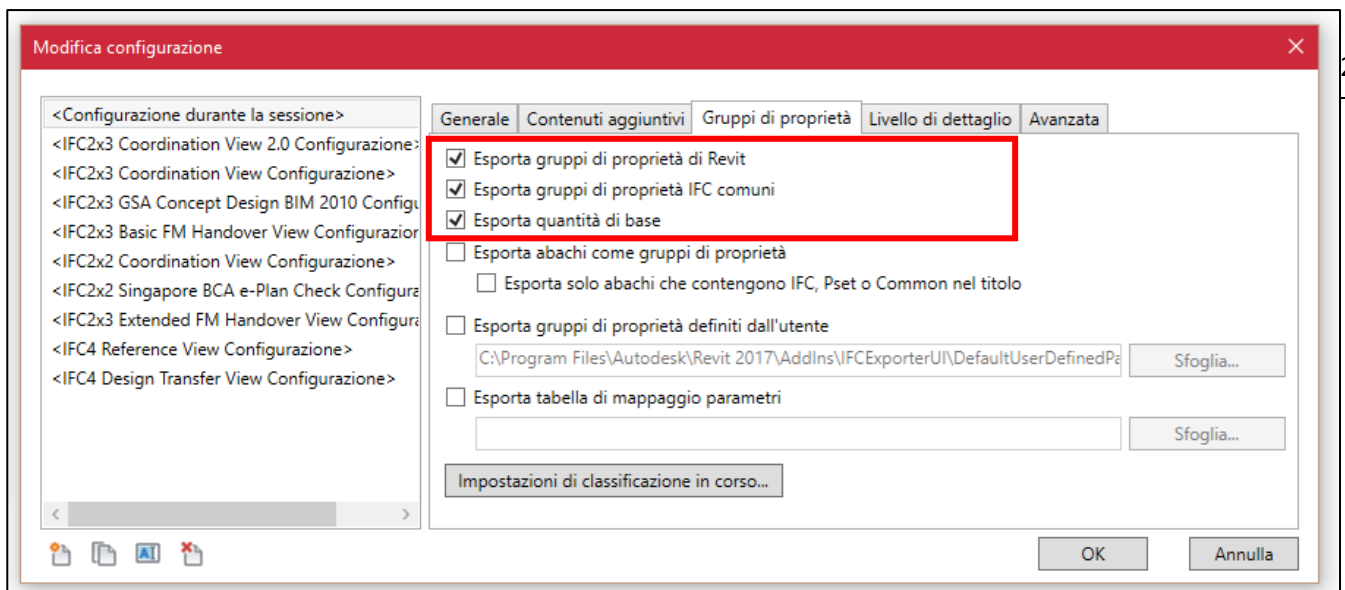 Modifica configurazione
<Configurazione durante la sessione>
<IFC2x3 Coordination View 2.0 Configurazione>
<IFC2x3 Coordination View Configurazione>
<IFC2x3 GSA Concept Design BIM 2010 Configu
<IFC2x3 Basic FM Handover View Configurazior
<IFC2x2 Coordination View Configurazione>
<IFC2x2 Singapore BCA e-Plan Check Configura
<IFC2x3 Extended FM Handover View Configura
<IFC4 Reference View Configurazione>
<IFC4 Design Transfer View Configurazione>
Generale Contenuti aggiuntivi Gruppi di proprietà Livello di dettaglio Avanzata
Esporta gruppi di proprietà di Revit
Esporta gruppi di proprietà IFC comuni
Esporta quantità di base
Esporta abachi come gruppi di proprietà
Esporta solo abachi che contengono IFC, Pset o Common nel titolo
Esporta gruppi di proprietà definiti dall'utente
C:\Program Files\Autodesk\Revit 2017\AddIns\IFCExporterUI\DefaultUserDefinedPa Sfoglia...
Esporta tabella di mappaggio parametri
Sfoglia...
Impostazioni di classificazione in corso...
OK Annulla